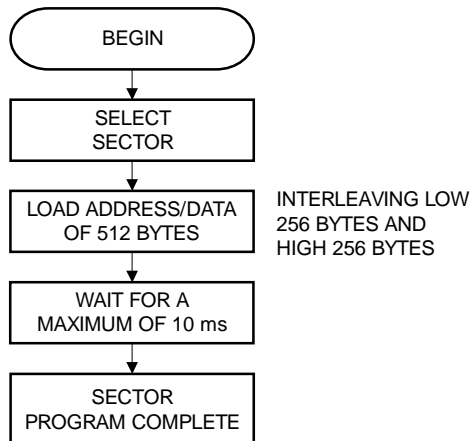 BEGIN
SELECT
SECTOR
LOAD ADDRESS/DATA
OF 512 BYTES
INTERLEAVING LOW
256 BYTES AND
HIGH 256 BYTES
WAIT FOR A
MAXIMUM OF 10 ms
SECTOR
PROGRAM COMPLETE